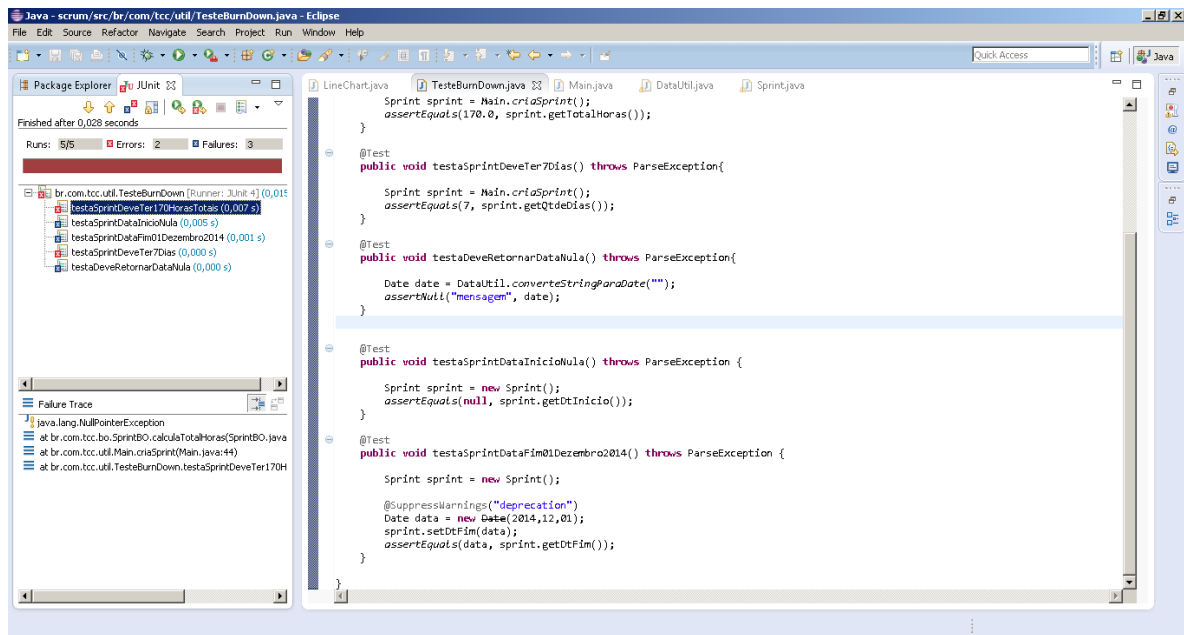 Java - scrum/src/br/com/tcc/util/TesteBurnDown.java - Eclipse
File Edit Source Refactor Navigate Search Project Run Window Help
Quick Access
Java
Package Explorer
JUnit
Finished after 0,028 seconds
Runs: 5/5 Errors: 2 Failures: 3
br.com.tcc.util.TesteBurnDown [Runner: JUnit 4] (0,015
testaSprintDeveTer170HorasTotais (0,007 s)
testaSprintDataInicioNula (0,005 s)
testaSprintDataFim01Dezembro2014 (0,001 s)
testaSprintDeveTer7Dias (0,000 s)
testaDeveRetornarDataNula (0,000 s)
Failure Trace
java.lang.NullPointerException
at br.com.tcc.bo.SprintBO.calculaTotalHoras(SprintBO.java
at br.com.tcc.util.Main.criaSprint(Main.java:44)
at br.com.tcc.util.TesteBurnDown.testaSprintDeveTer170H
LineChart.java TesteBurnDown.java Main.java DataUtil.java Sprint.java
Sprint sprint = Main.criaSprint();
assertEquals(170.0, sprint.getTotalHoras());
}
@Test
public void testaSprintDeveTer7Dias() throws ParseException{
Sprint sprint = Main.criaSprint();
assertEquals(7, sprint.getQtdeDias());
}
@Test
public void testaDeveRetornarDataNula() throws ParseException{
Date date = DataUtil.converteStringParaDate("");
assertNull("mensagem", date);
}
@Test
public void testaSprintDataInicioNula() throws ParseException {
Sprint sprint = new Sprint();
assertEquals(null, sprint.getDtInicio());
}
@Test
public void testaSprintDataFim01Dezembro2014() throws ParseException {
Sprint sprint = new Sprint();
@SuppressWarnings("deprecation")
Date data = new Date(2014,12,01);
sprint.setDtFim(data);
assertEquals(data, sprint.getDtFim());
}
}